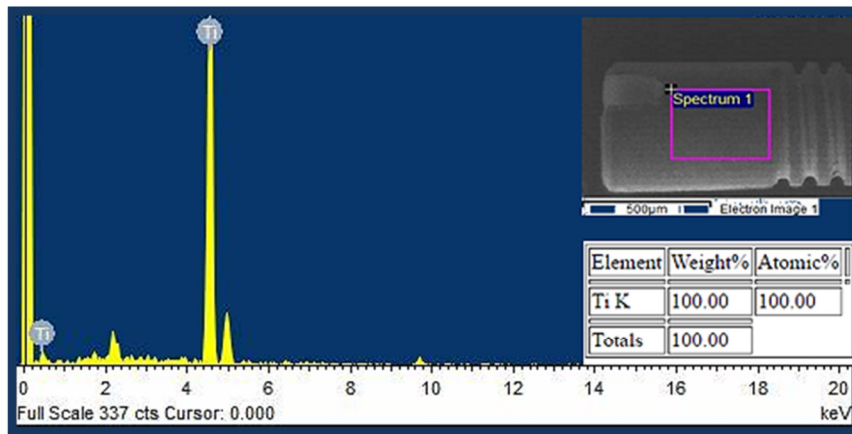 Ti
Spectrum 1
500µm
Electron Image 1
Element Weight% Atomic%
Ti K 100.00 100.00
Totals 100.00
Ti
0 2 4 6 8 10 12 14 16 18 20
Full Scale 337 cts Cursor: 0.000 keV